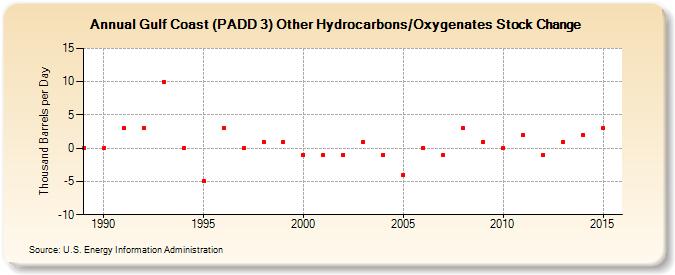 Annual Gulf Coast (PADD 3) Other Hydrocarbons/Oxygenates Stock Change
Thousand Barrels per Day
15
10
5
0
-5
-10
1990 1995 2000 2005 2010 2015
Source: U.S. Energy Information Administration